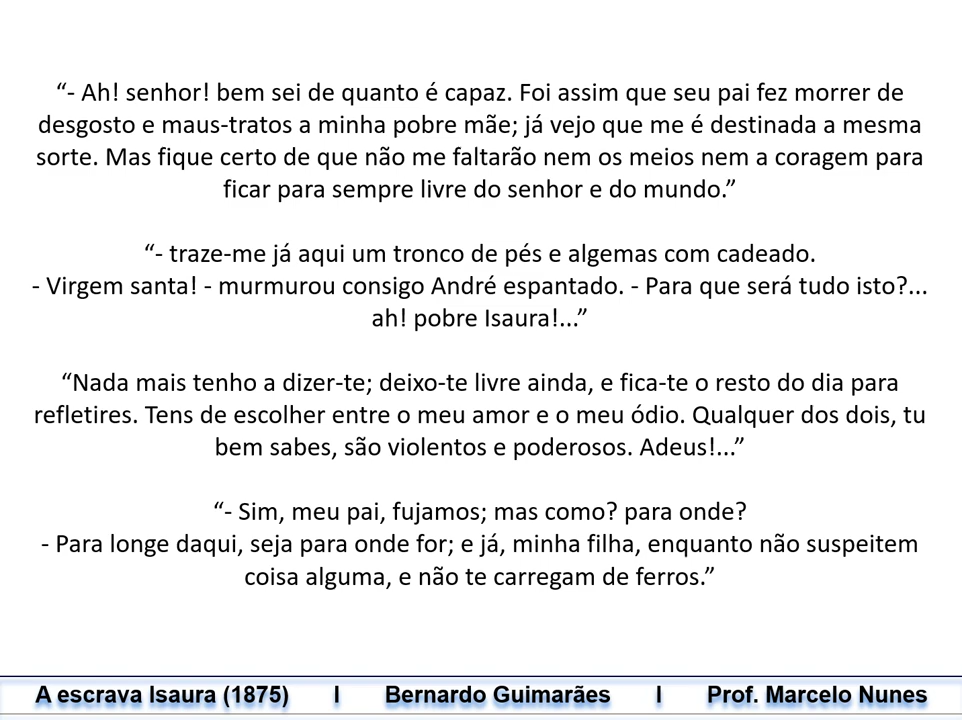 “- Ah! senhor! bem sei de quanto é capaz. Foi assim que seu pai fez morrer de
desgosto e maus-tratos a minha pobre mãe; já vejo que me é destinada a mesma
sorte. Mas fique certo de que não me faltarão nem os meios nem a coragem para
ficar para sempre livre do senhor e do mundo.”
“- traze-me já aqui um tronco de pés e algemas com cadeado.
- Virgem santa! - murmurou consigo André espantado. - Para que será tudo isto?...
ah! pobre Isaura!...”
“Nada mais tenho a dizer-te; deixo-te livre ainda, e fica-te o resto do dia para
refletires. Tens de escolher entre o meu amor e o meu ódio. Qualquer dos dois, tu
bem sabes, são violentos e poderosos. Adeus!...”
“- Sim, meu pai, fujamos; mas como? para onde?
- Para longe daqui, seja para onde for; e já, minha filha, enquanto não suspeitem
coisa alguma, e não te carregam de ferros.”
A escrava Isaura (1875) I Bernardo Guimarães I Prof. Marcelo Nunes